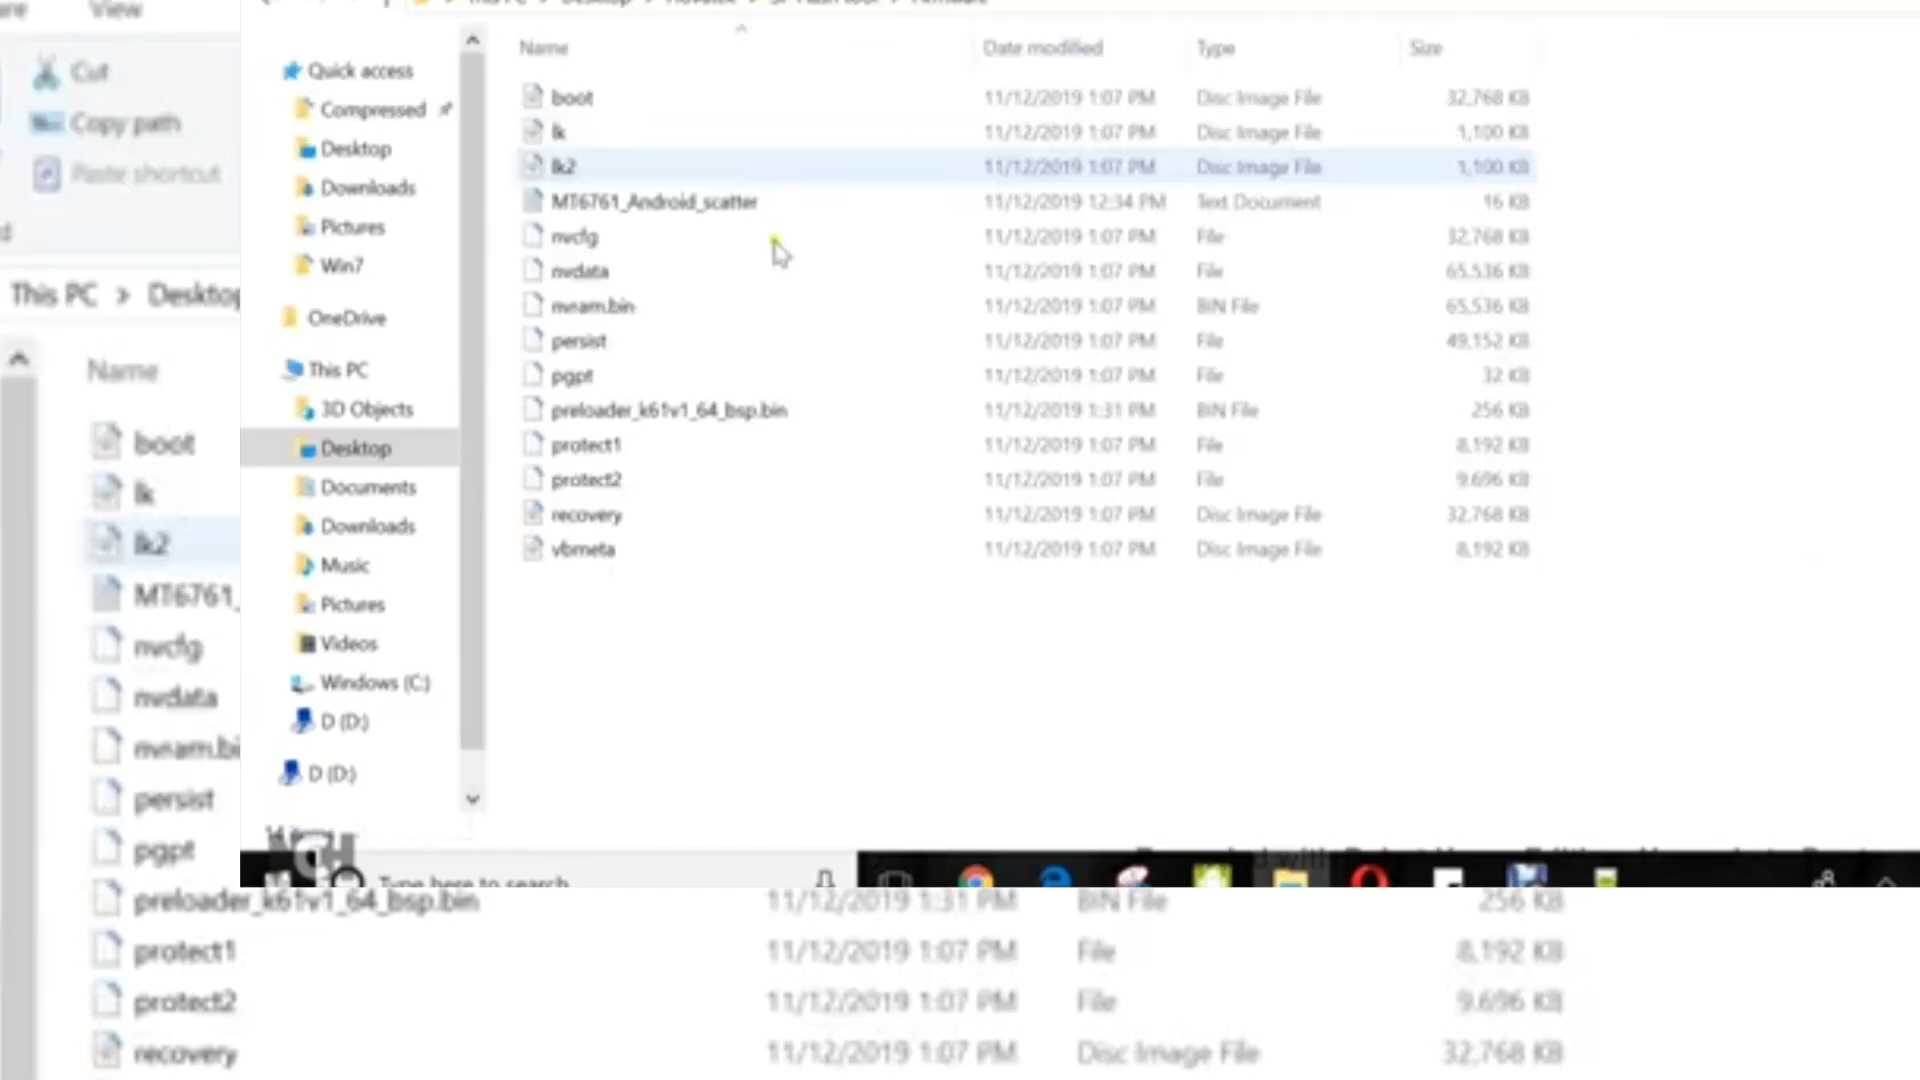 View
Cut
Copy path
Paste shortcut
This PC > Desktop
Name
boot
lk
lk2
MT6761_
nvcfg
nvdata
nvram.bi
persist
pgpt
preloader_k61v1_64_bsp.bin 11/12/2019 1:31 PM BIN File 256 KB
protect1 11/12/2019 1:07 PM File 8,192 KB
protect2 11/12/2019 1:07 PM File 9,696 KB
recovery 11/12/2019 1:07 PM Disc Image File 32,768 KB
Quick access
Compressed
Desktop
Downloads
Pictures
Win7
OneDrive
This PC
3D Objects
Desktop
Documents
Downloads
Music
Pictures
Videos
Windows (C:)
D (D:)
D (D:)
Name Date modified Type Size
boot 11/12/2019 1:07 PM Disc Image File 32,768 KB
lk 11/12/2019 1:07 PM Disc Image File 1,100 KB
lk2 11/12/2019 1:07 PM Disc Image File 1,100 KB
MT6761_Android_scatter 11/12/2019 12:34 PM Text Document 16 KB
nvcfg 11/12/2019 1:07 PM File 32,768 KB
nvdata 11/12/2019 1:07 PM File 65,536 KB
nvram.bin 11/12/2019 1:07 PM BIN File 65,536 KB
persist 11/12/2019 1:07 PM File 49,152 KB
pgpt 11/12/2019 1:07 PM File 32 KB
preloader_k61v1_64_bsp.bin 11/12/2019 1:31 PM BIN File 256 KB
protect1 11/12/2019 1:07 PM File 8,192 KB
protect2 11/12/2019 1:07 PM File 9,696 KB
recovery 11/12/2019 1:07 PM Disc Image File 32,768 KB
vbmeta 11/12/2019 1:07 PM Disc Image File 8,192 KB
Type here to search